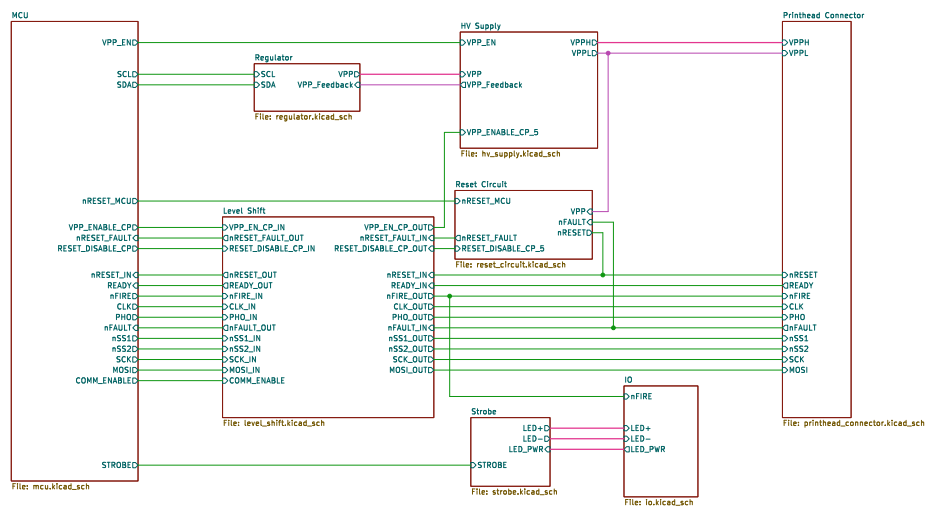 MCU
VPP_EN
SCL
SDA
nRESET_MCU
VPP_ENABLE_CP
nRESET_FAULT
RESET_DISABLE_CP
nRESET_IN
READY
nFIRE
CLK
PHO
nFAULT
nSS1
nSS2
SCK
MOSI
COMM_ENABLE
STROBE
File: mcu.kicad_sch
Regulator
SCL
SDA
VPP
VPP_Feedback
File: regulator.kicad_sch
HV Supply
VPP_EN
VPP
VPP_Feedback
VPP_ENABLE_CP_5
VPPH
VPPL
File: hv_supply.kicad_sch
Reset Circuit
nRESET_MCU
nRESET_FAULT
RESET_DISABLE_CP_5
VPP
nFAULT
nRESET
File: reset_circuit.kicad_sch
Level Shift
VPP_EN_CP_IN
nRESET_FAULT_OUT
RESET_DISABLE_CP_IN
nRESET_OUT
READY_OUT
nFIRE_IN
CLK_IN
PHO_IN
nFAULT_OUT
nSS1_IN
nSS2_IN
SCK_IN
MOSI_IN
COMM_ENABLE
VPP_EN_CP_OUT
nRESET_FAULT_IN
RESET_DISABLE_CP_OUT
nRESET_IN
READY_IN
nFIRE_OUT
CLK_OUT
PHO_OUT
nFAULT_IN
nSS1_OUT
nSS2_OUT
SCK_OUT
MOSI_OUT
File: level_shift.kicad_sch
Strobe
LED+
LED-
LED_PWR
STROBE
File: strobe.kicad_sch
IO
nFIRE
LED+
LED-
LED_PWR
File: io.kicad_sch
Printhead Connector
VPPH
VPPL
nRESET
READY
nFIRE
CLK
PHO
nFAULT
nSS1
nSS2
SCK
MOSI
File: printhead_connector.kicad_sch